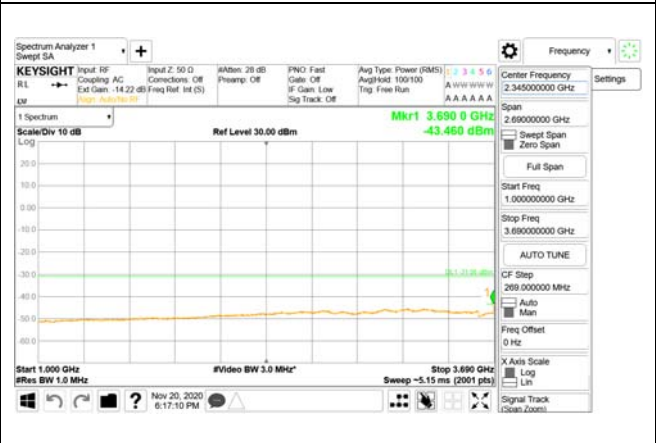 Spectrum Analyzer 1
Swept SA
+
Frequency
KEYSIGHT
RL
Input: RF
Coupling: AC
Ext Gain: -14.22 dB
Align: Auto/No RF
Input Z: 50 Ω
Corrections: Off
Freq Ref: Int (S)
#Atten: 28 dB
Preamp: Off
PNO: Fast
Gate: Off
IF Gain: Low
Sig Track: Off
Avg Type: Power (RMS)
Avg|Hold: 100/100
Trig: Free Run
1 2 3 4 5 6
A W W W W W
A A A A A A
1 Spectrum
Scale/Div 10 dB
Log
Ref Level 30.00 dBm
Mkr1 3.690 0 GHz
-43.460 dBm
20.0
10.0
0.00
-10.0
-20.0
-30.0
-40.0
-50.0
-60.0
1
Start 1.000 GHz
#Res BW 1.0 MHz
#Video BW 3.0 MHz*
Stop 3.690 GHz
Sweep ~5.15 ms (2001 pts)
Nov 20, 2020
6:17:10 PM
?
Center Frequency
2.345000000 GHz
Settings
Span
2.69000000 GHz
Swept Span
Zero Span
Full Span
Start Freq
1.000000000 GHz
Stop Freq
3.690000000 GHz
AUTO TUNE
CF Step
269.000000 MHz
Auto
Man
Freq Offset
0 Hz
X Axis Scale
Log
Lin
Signal Track
(Span Zoom)